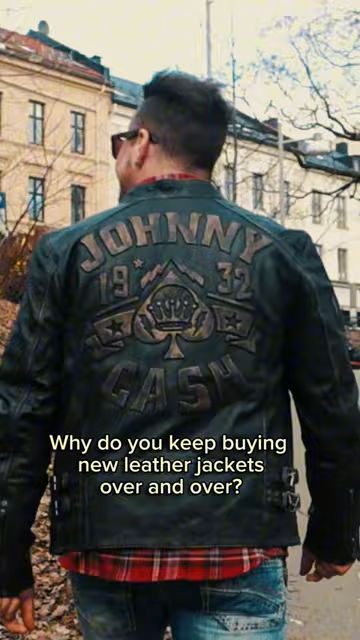 JOHNNY
19 32
CASH
Why do you keep buying
new leather jackets
over and over?